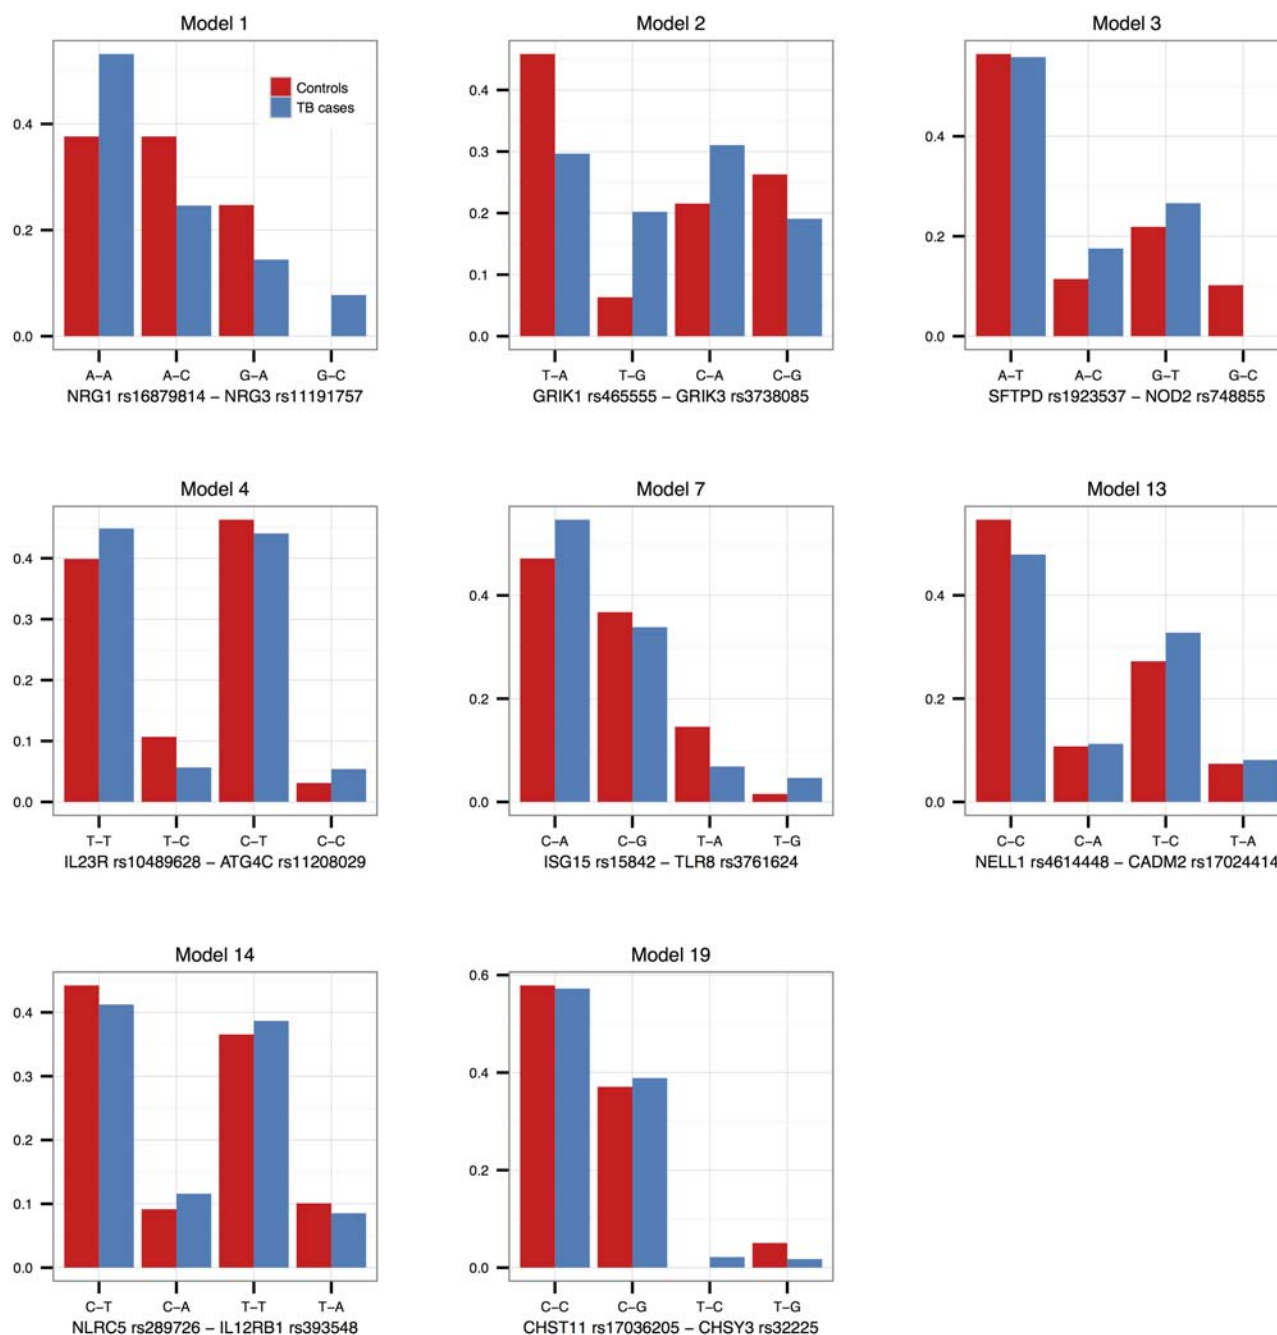 Model 1
Controls
TB cases
0.4
0.2
0.0
A–A A–C G–A G–C
NRG1 rs16879814 – NRG3 rs11191757
Model 2
0.4
0.3
0.2
0.1
0.0
T–A T–G C–A C–G
GRIK1 rs465555 – GRIK3 rs3738085
Model 3
0.4
0.2
0.0
A–T A–C G–T G–C
SFTPD rs1923537 – NOD2 rs748855
Model 4
0.4
0.3
0.2
0.1
0.0
T–T T–C C–T C–C
IL23R rs10489628 – ATG4C rs11208029
Model 7
0.4
0.2
0.0
C–A C–G T–A T–G
ISG15 rs15842 – TLR8 rs3761624
Model 13
0.4
0.2
0.0
C–C C–A T–C T–A
NELL1 rs4614448 – CADM2 rs17024414
Model 14
0.4
0.3
0.2
0.1
0.0
C–T C–A T–T T–A
NLRC5 rs289726 – IL12RB1 rs393548
Model 19
0.6
0.4
0.2
0.0
C–C C–G T–C T–G
CHST11 rs17036205 – CHSY3 rs32225